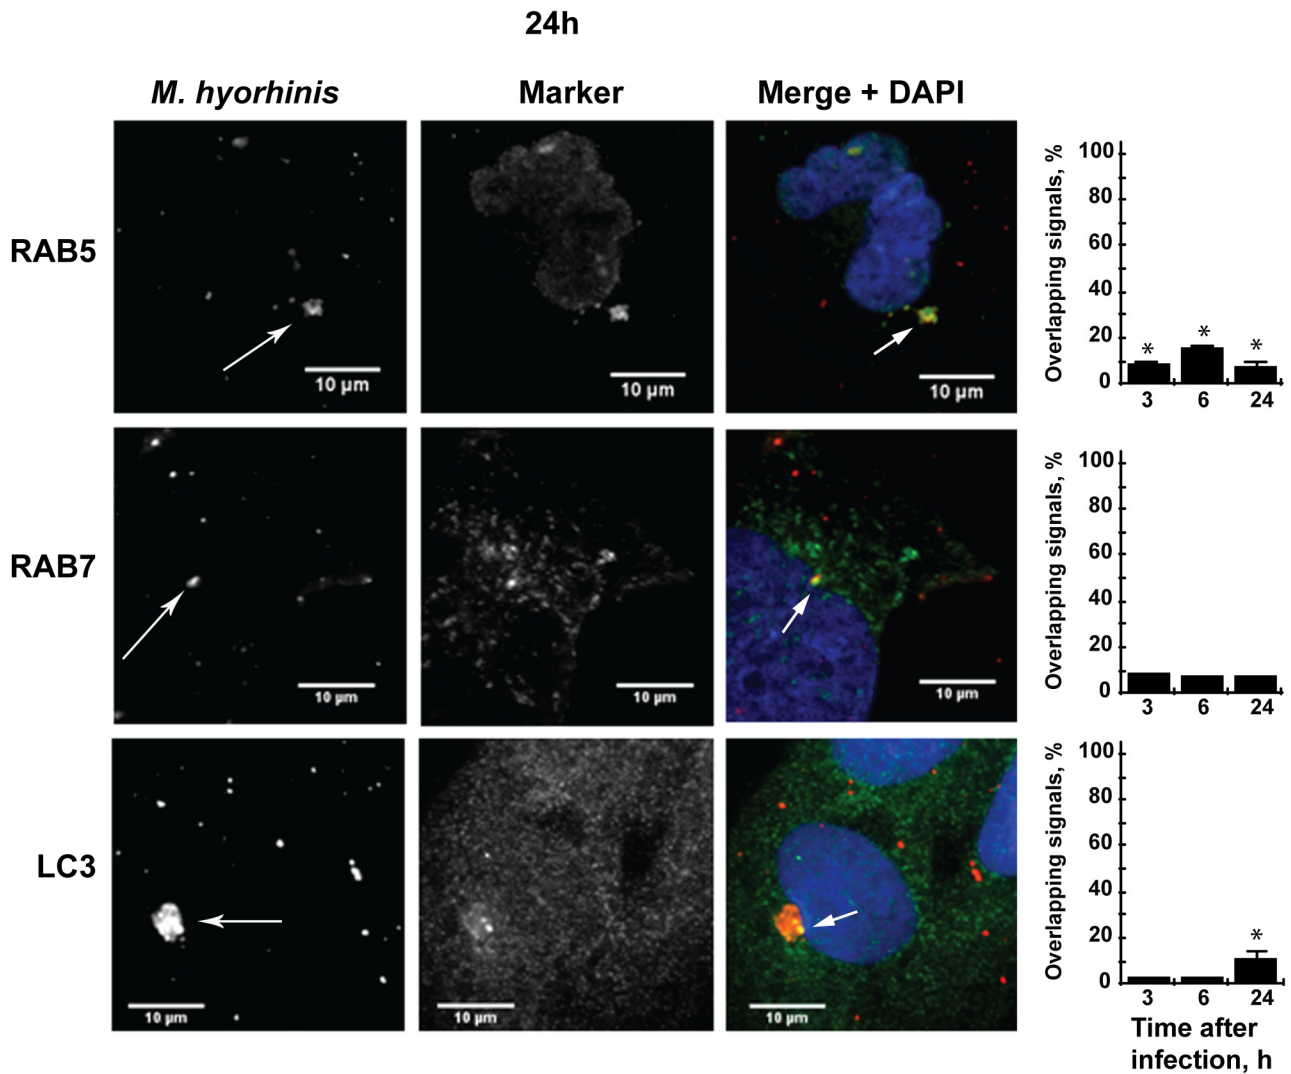 24h
M. hyorhinis
Marker
Merge + DAPI
RAB5
10 µm
10 µm
10 µm
Overlapping signals, %
100
80
60
40
20
0
* * *
3 6 24
RAB7
10 µm
10 µm
10 µm
Overlapping signals, %
100
80
60
40
20
0
3 6 24
LC3
10 µm
10 µm
10 µm
Overlapping signals, %
100
80
60
40
20
0
*
3 6 24
Time after
infection, h